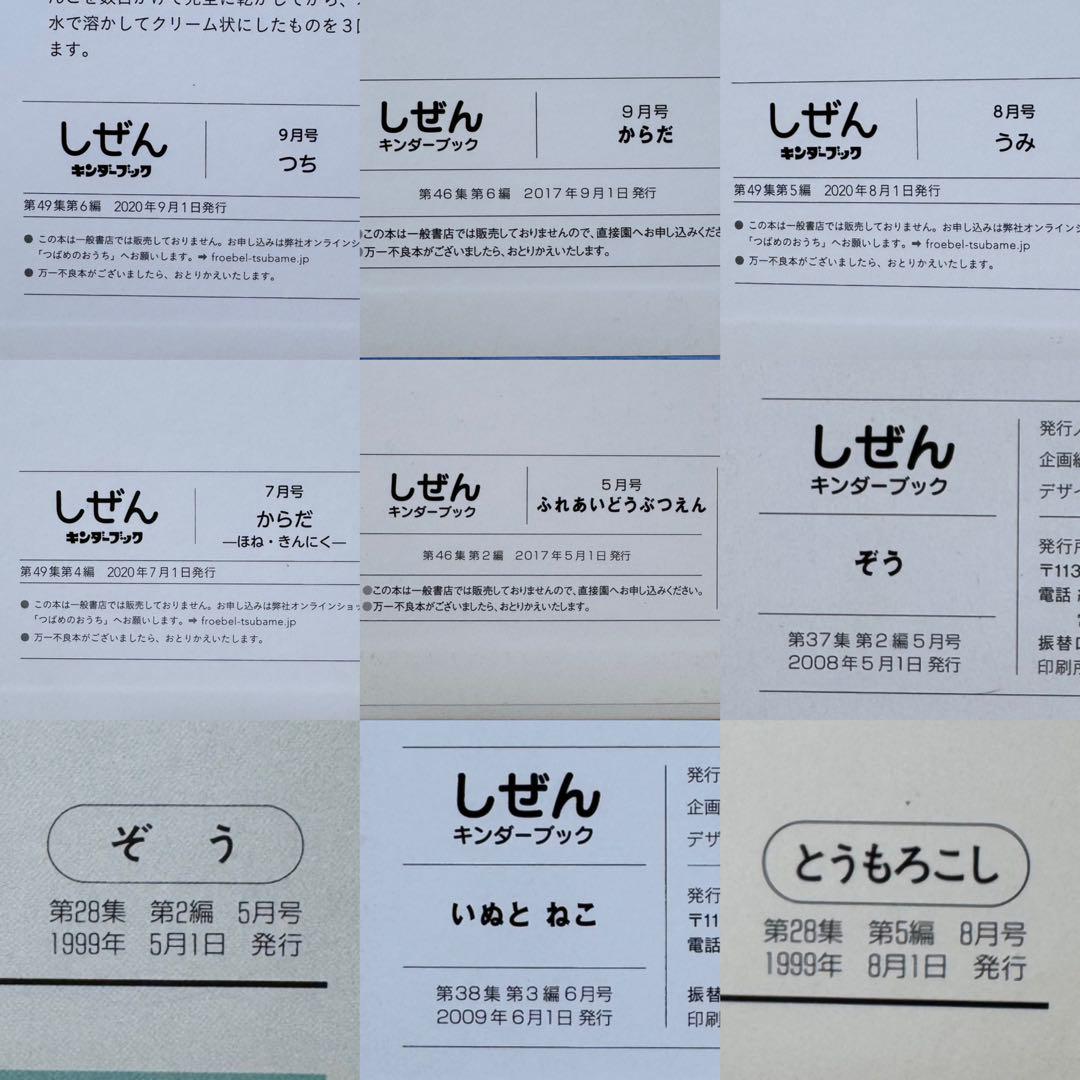 水で溶かしてクリーム状にしたものを３
ます。
しぜん
キンダーブック
9月号
つち
第49集第6編 2020年9月1日発行
● この本は一般書店では販売しておりません。お申し込みは弊社オンラインシ
「つばめのおうち」へお願いします。➡ froebel-tsubame.jp
● 万一不良本がございましたら、おとりかえいたします。
しぜん
キンダーブック
9月号
からだ
第46集第6編 2017年9月1日発行
この本は一般書店では販売しておりませんので、直接園へお申し込みくださ
万一不良本がございましたら、おとりかえいたします。
しぜん
キンダーブック
8月号
うみ
第49集第5編 2020年8月1日発行
● この本は一般書店では販売しておりません。お申し込みは弊社オンライン
「つばめのおうち」へお願いします。➡ froebel-tsubame.jp
● 万一不良本がございましたら、おとりかえいたします。
しぜん
キンダーブック
7月号
からだ
―ほね・きんにく―
第49集第4編 2020年7月1日発行
● この本は一般書店では販売しておりません。お申し込みは弊社オンラインショ
「つばめのおうち」へお願いします。➡ froebel-tsubame.jp
● 万一不良本がございましたら、おとりかえいたします。
しぜん
キンダーブック
5月号
ふれあいどうぶつえん
第46集第2編 2017年5月1日発行
●この本は一般書店では販売しておりませんので、直接園へお申し込みください。
●万一不良本がございましたら、おとりかえいたします。
しぜん
キンダーブック
ぞう
第37集 第2編5月号
2008年5月1日 発行
発行
企画
デザイ
発行
〒113
電話
振替
印刷所
ぞ う
第28集 第2編 5月号
1999年 5月1日 発行
しぜん
キンダーブック
いぬと ねこ
第38集 第3編6月号
2009年6月1日 発行
発行
企画
デザ
発行
〒11
電話
振替
印刷
とうもろこし
第28集 第5編 8月号
1999年 8月1日 発行